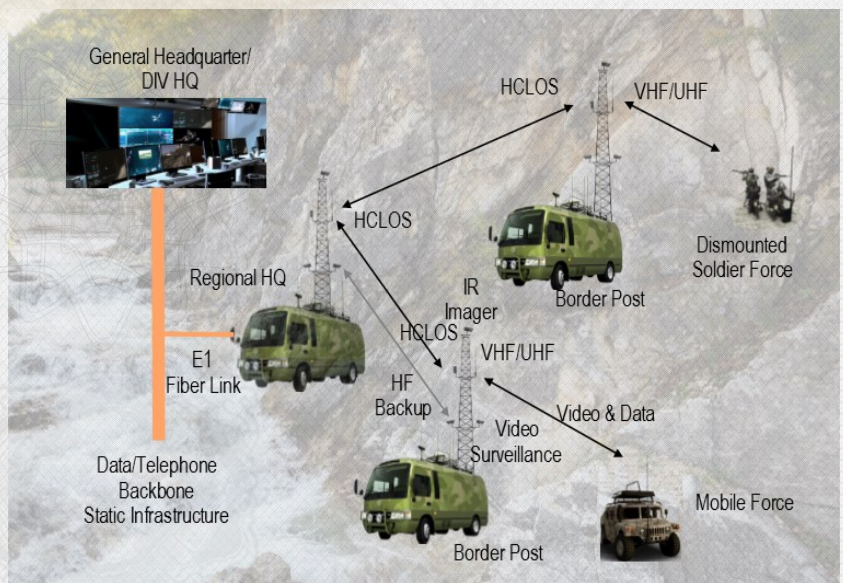 General Headquarter/
DIV HQ
HCLOS
VHF/UHF
HCLOS
Dismounted
Soldier Force
Regional HQ
IR
Imager
Border Post
HCLOS
VHF/UHF
E1
Fiber Link
HF
Backup
Video & Data
Video
Surveillance
Data/Telephone
Backbone
Static Infrastructure
Mobile Force
Border Post